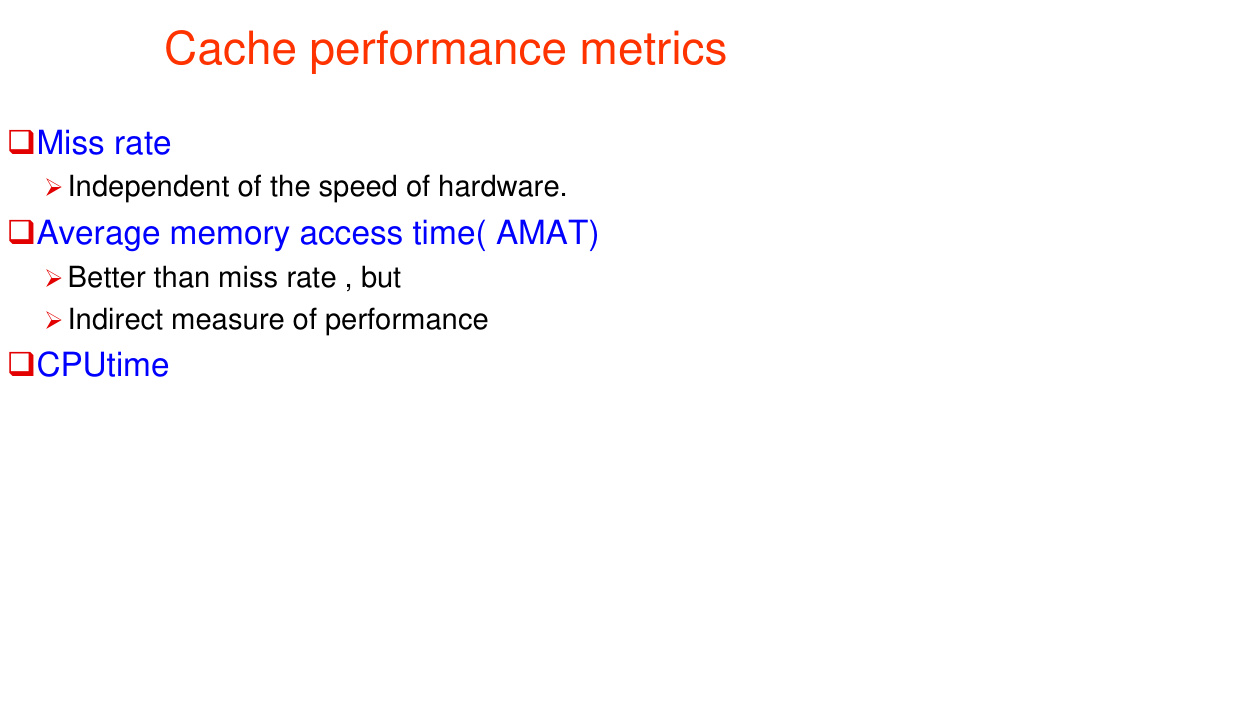 Cache performance metrics
❑Miss rate
➢Independent of the speed of hardware.
❑Average memory access time( AMAT)
➢Better than miss rate , but
➢Indirect measure of performance
❑CPUtime